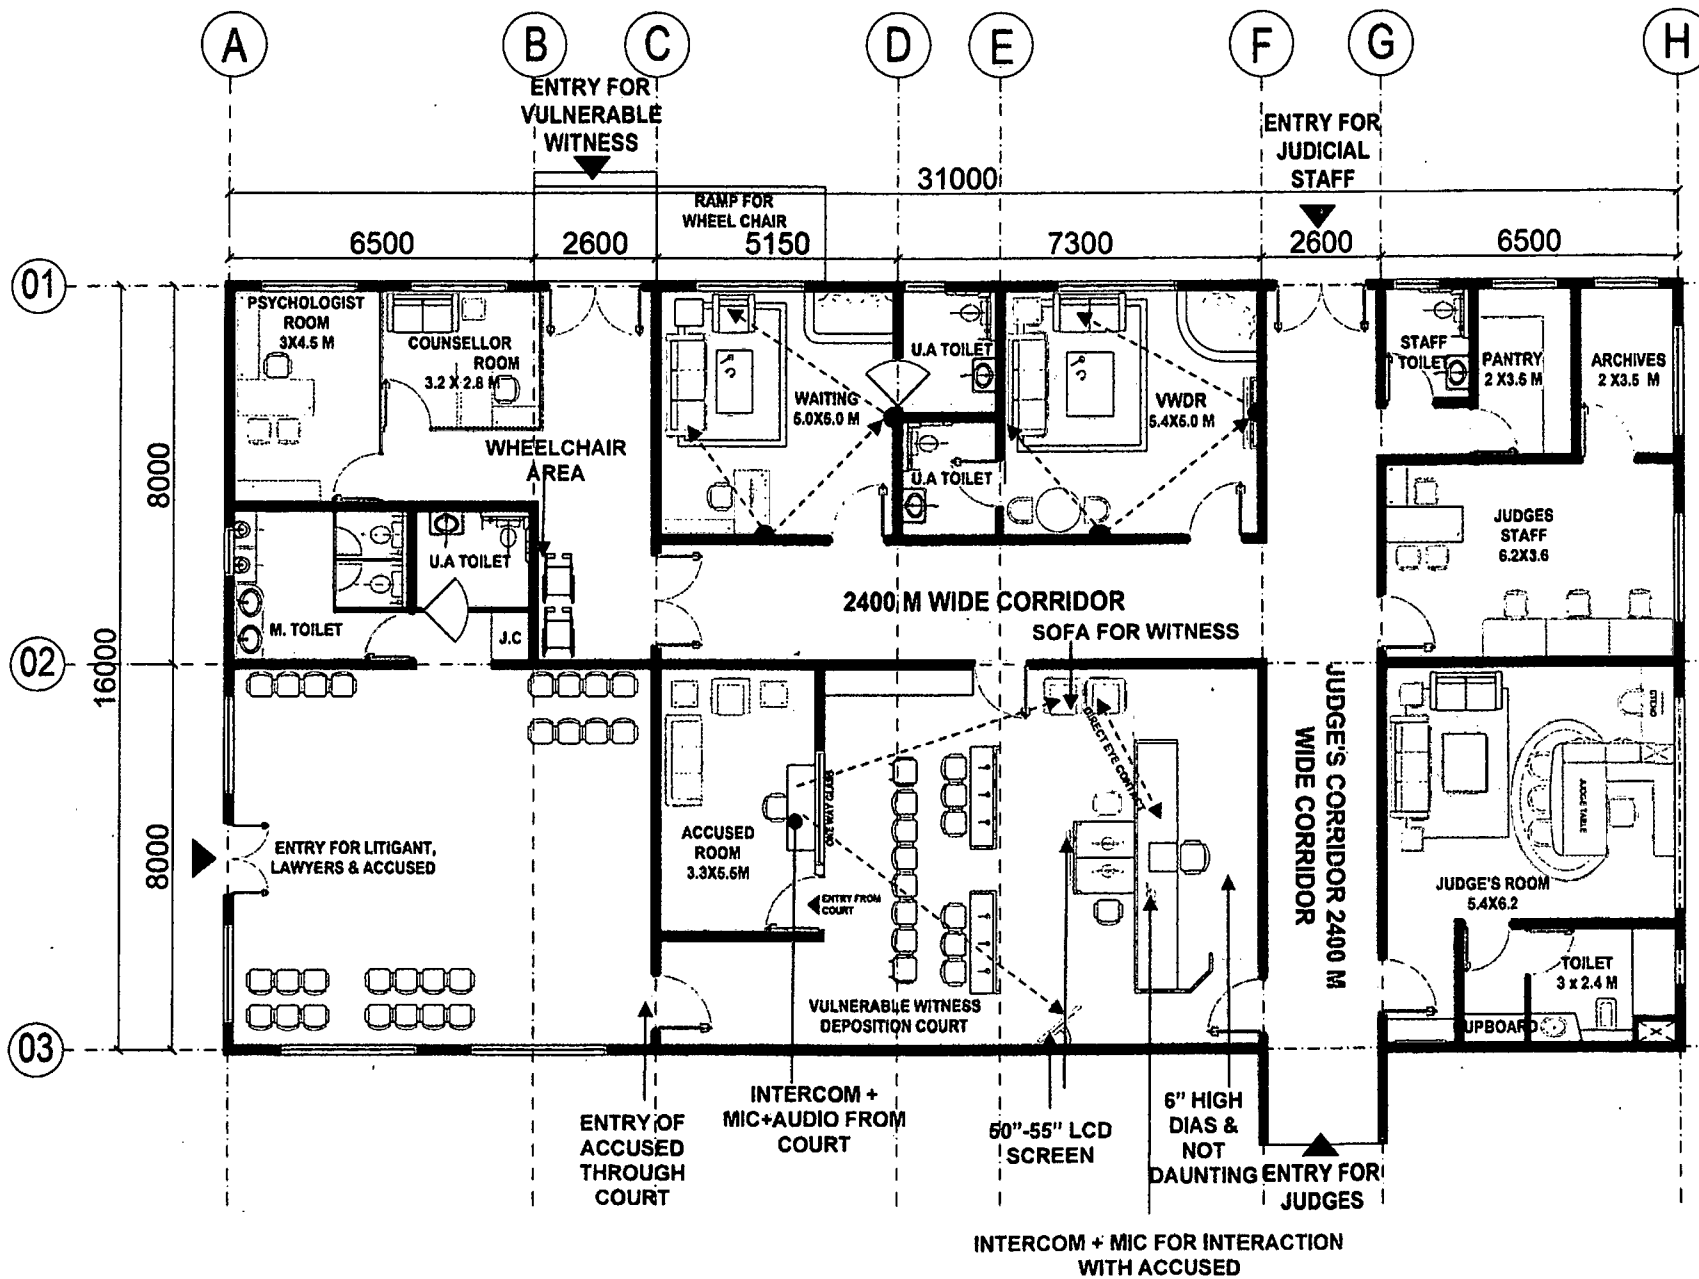 A B C D E F G H
ENTRY FOR
VULNERABLE
WITNESS
ENTRY FOR
JUDICIAL
STAFF
31000
RAMP FOR
WHEEL CHAIR
6500 2600 5150 7300 2600 6500
01
PSYCHOLOGIST
ROOM
3X4.5 M
COUNSELLOR
ROOM
3.2 X 2.8 M
WHEELCHAIR
AREA
WAITING
5.0X5.0 M
U.A TOILET
U.A TOILET
VWDR
5.4X5.0 M
STAFF
TOILET
PANTRY
2 X3.5 M
ARCHIVES
2 X3.5 M
8000
JUDGES
STAFF
6.2X3.6
U.A TOILET
M. TOILET
J.C
2400 M WIDE CORRIDOR
SOFA FOR WITNESS
02
16000
8000
ENTRY FOR LITIGANT,
LAWYERS & ACCUSED
ACCUSED
ROOM
3.3X5.5M
ONE WAY GLASS
ENTRY FROM
COURT
DIRECT EYE CONTACT
JUDGE'S CORRIDOR 2400 M
WIDE CORRIDOR
STENO
JUDGE TABLE
JUDGE'S ROOM
5.4X6.2
TOILET
3 x 2.4 M
CUPBOARD
X
VULNERABLE WITNESS
DEPOSITION COURT
03
ENTRY OF
ACCUSED
THROUGH
COURT
INTERCOM +
MIC+AUDIO FROM
COURT
50"-55" LCD
SCREEN
6" HIGH
DIAS &
NOT
DAUNTING
ENTRY FOR
JUDGES
INTERCOM + MIC FOR INTERACTION
WITH ACCUSED